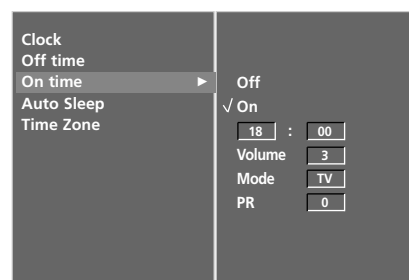 Clock
Off time
On time ►
Auto Sleep
Time Zone
Off
√ On
18 : 00
Volume 3
Mode TV
PR 0